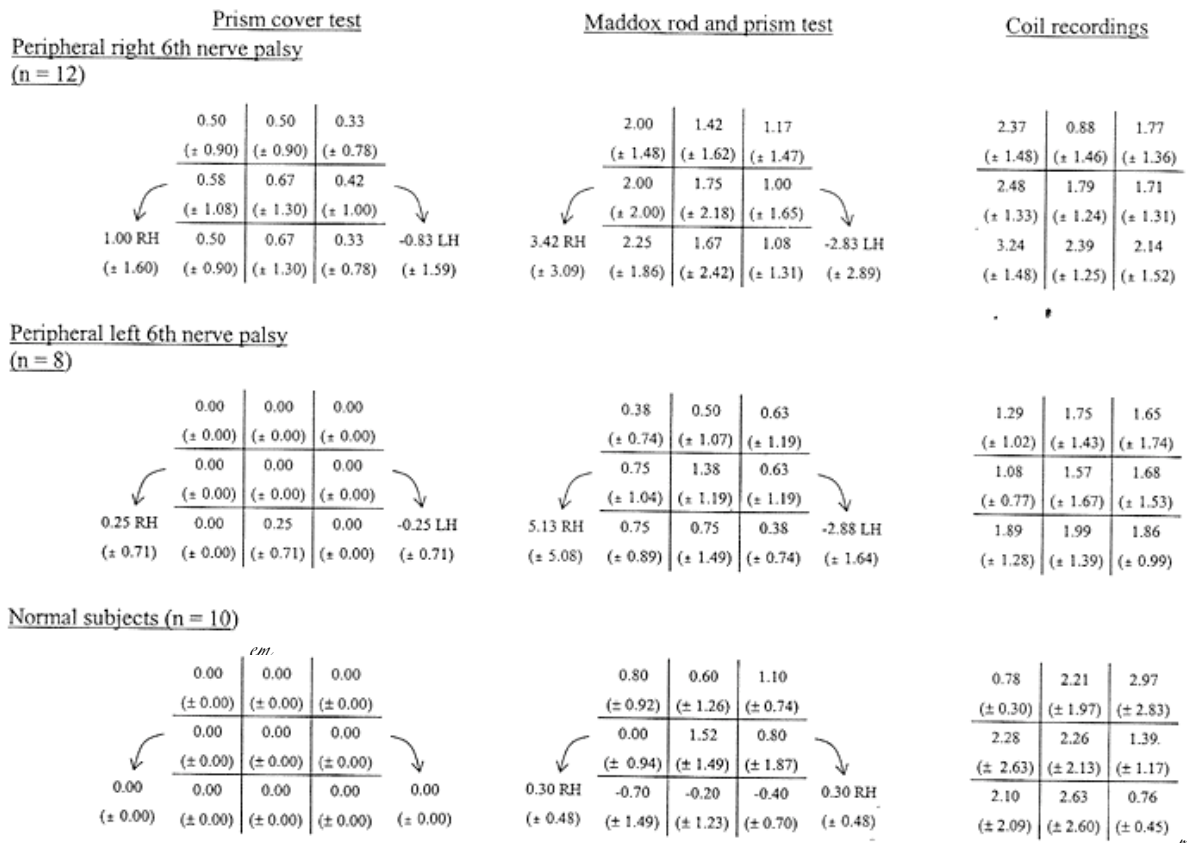 Prism cover test Maddox rod and prism test Coil recordings
Peripheral right 6th nerve palsy
(n = 12)
0.50 0.50 0.33 2.00 1.42 1.17 2.37 0.88 1.77
(± 0.90) (± 0.90) (± 0.78) (± 1.48) (± 1.62) (± 1.47) (± 1.48) (± 1.46) (± 1.36)
0.58 0.67 0.42 2.00 1.75 1.00 2.48 1.79 1.71
(± 1.08) (± 1.30) (± 1.00) (± 2.00) (± 2.18) (± 1.65) (± 1.33) (± 1.24) (± 1.31)
1.00 RH 0.50 0.67 0.33 -0.83 LH 3.42 RH 2.25 1.67 1.08 -2.83 LH 3.24 2.39 2.14
(± 1.60) (± 0.90) (± 1.30) (± 0.78) (± 1.59) (± 3.09) (± 1.86) (± 2.42) (± 1.31) (± 2.89) (± 1.48) (± 1.25) (± 1.52)
Peripheral left 6th nerve palsy
(n = 8)
0.00 0.00 0.00 0.38 0.50 0.63 1.29 1.75 1.65
(± 0.00) (± 0.00) (± 0.00) (± 0.74) (± 1.07) (± 1.19) (± 1.02) (± 1.43) (± 1.74)
0.00 0.00 0.00 0.75 1.38 0.63 1.08 1.57 1.68
(± 0.00) (± 0.00) (± 0.00) (± 1.04) (± 1.19) (± 1.19) (± 0.77) (± 1.67) (± 1.53)
0.25 RH 0.00 0.25 0.00 -0.25 LH 5.13 RH 0.75 0.75 0.38 -2.88 LH 1.89 1.99 1.86
(± 0.71) (± 0.00) (± 0.71) (± 0.00) (± 0.71) (± 5.08) (± 0.89) (± 1.49) (± 0.74) (± 1.64) (± 1.28) (± 1.39) (± 0.99)
Normal subjects (n = 10)
em.
0.00 0.00 0.00 0.80 0.60 1.10 0.78 2.21 2.97
(± 0.00) (± 0.00) (± 0.00) (± 0.92) (± 1.26) (± 0.74) (± 0.30) (± 1.97) (± 2.83)
0.00 0.00 0.00 0.00 1.52 0.80 2.28 2.26 1.39.
(± 0.00) (± 0.00) (± 0.00) (± 0.94) (± 1.49) (± 1.87) (± 2.63) (± 2.13) (± 1.17)
0.00 0.00 0.00 0.00 0.00 0.30 RH -0.70 -0.20 -0.40 0.30 RH 2.10 2.63 0.76
(± 0.00) (± 0.00) (± 0.00) (± 0.00) (± 0.00) (± 0.48) (± 1.49) (± 1.23) (± 0.70) (± 0.48) (± 2.09) (± 2.60) (± 0.45)